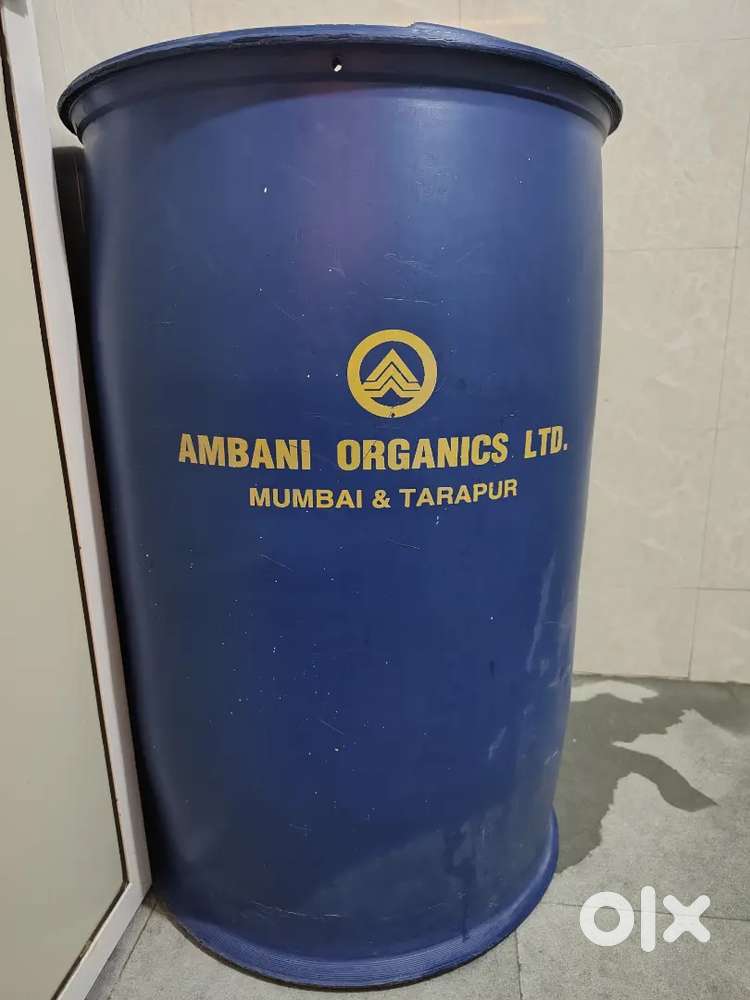 AMBANI ORGANICS LTD.
MUMBAI & TARAPUR
olx